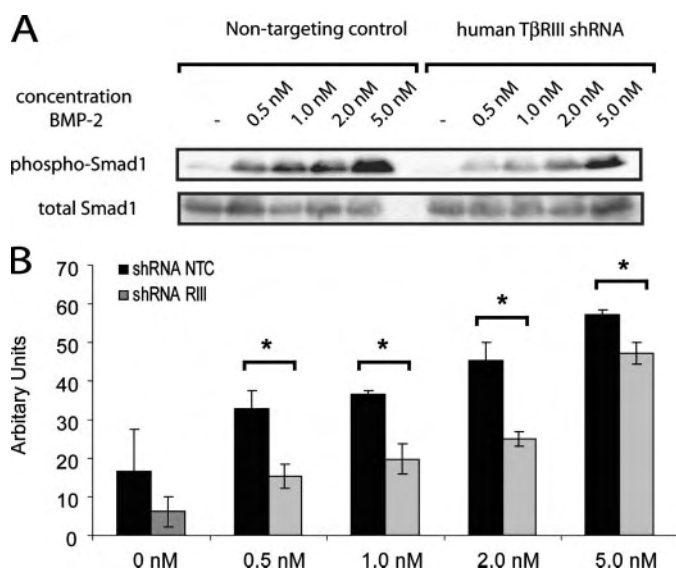 A
Non-targeting control
human TβRIII shRNA
concentration
BMP-2
- 0.5 nM 1.0 nM 2.0 nM 5.0 nM - 0.5 nM 1.0 nM 2.0 nM 5.0 nM
phospho-Smad1
total Smad1
B
70
60
50
40
30
20
10
0
Arbitary Units
shRNA NTC
shRNA RIII
* * * *
0 nM 0.5 nM 1.0 nM 2.0 nM 5.0 nM